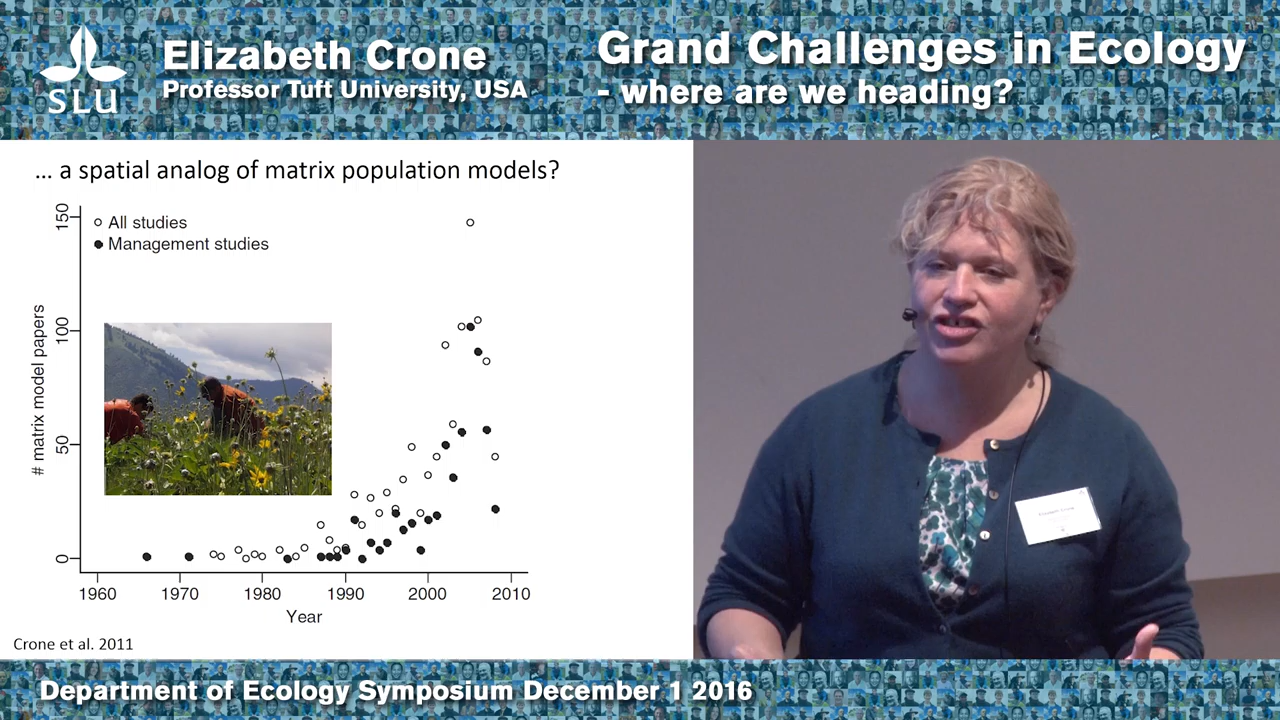 SLU
Elizabeth Crone
Professor Tuft University, USA
Grand Challenges in Ecology
- where are we heading?
... a spatial analog of matrix population models?
All studies
Management studies
# matrix model papers
150
100
50
0
1960 1970 1980 1990 2000 2010
Year
Crone et al. 2011
Elizabeth Crone
Department of Ecology Symposium December 1 2016